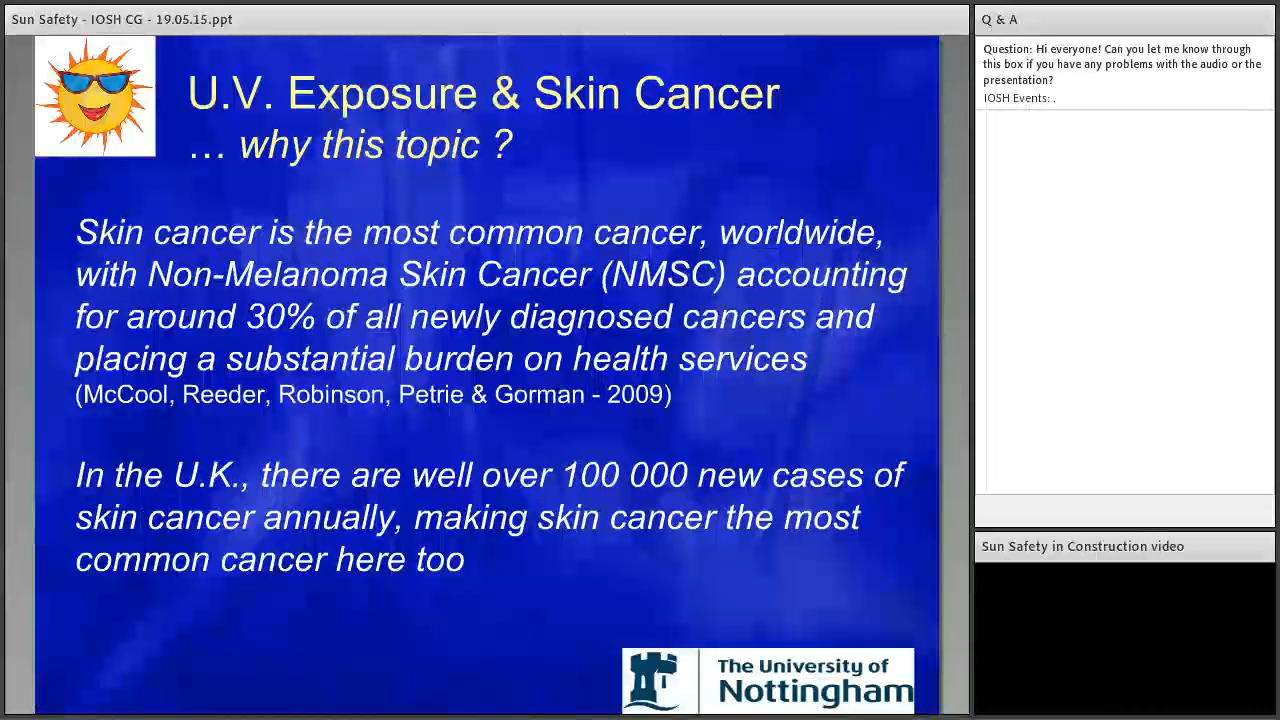 Sun Safety - IOSH CG - 19.05.15.ppt
U.V. Exposure & Skin Cancer
… why this topic ?
Skin cancer is the most common cancer, worldwide,
with Non-Melanoma Skin Cancer (NMSC) accounting
for around 30% of all newly diagnosed cancers and
placing a substantial burden on health services
(McCool, Reeder, Robinson, Petrie & Gorman - 2009)
In the U.K., there are well over 100 000 new cases of
skin cancer annually, making skin cancer the most
common cancer here too
The University of
Nottingham
Q & A
Question: Hi everyone! Can you let me know through
this box if you have any problems with the audio or the
presentation?
IOSH Events: .
Sun Safety in Construction video